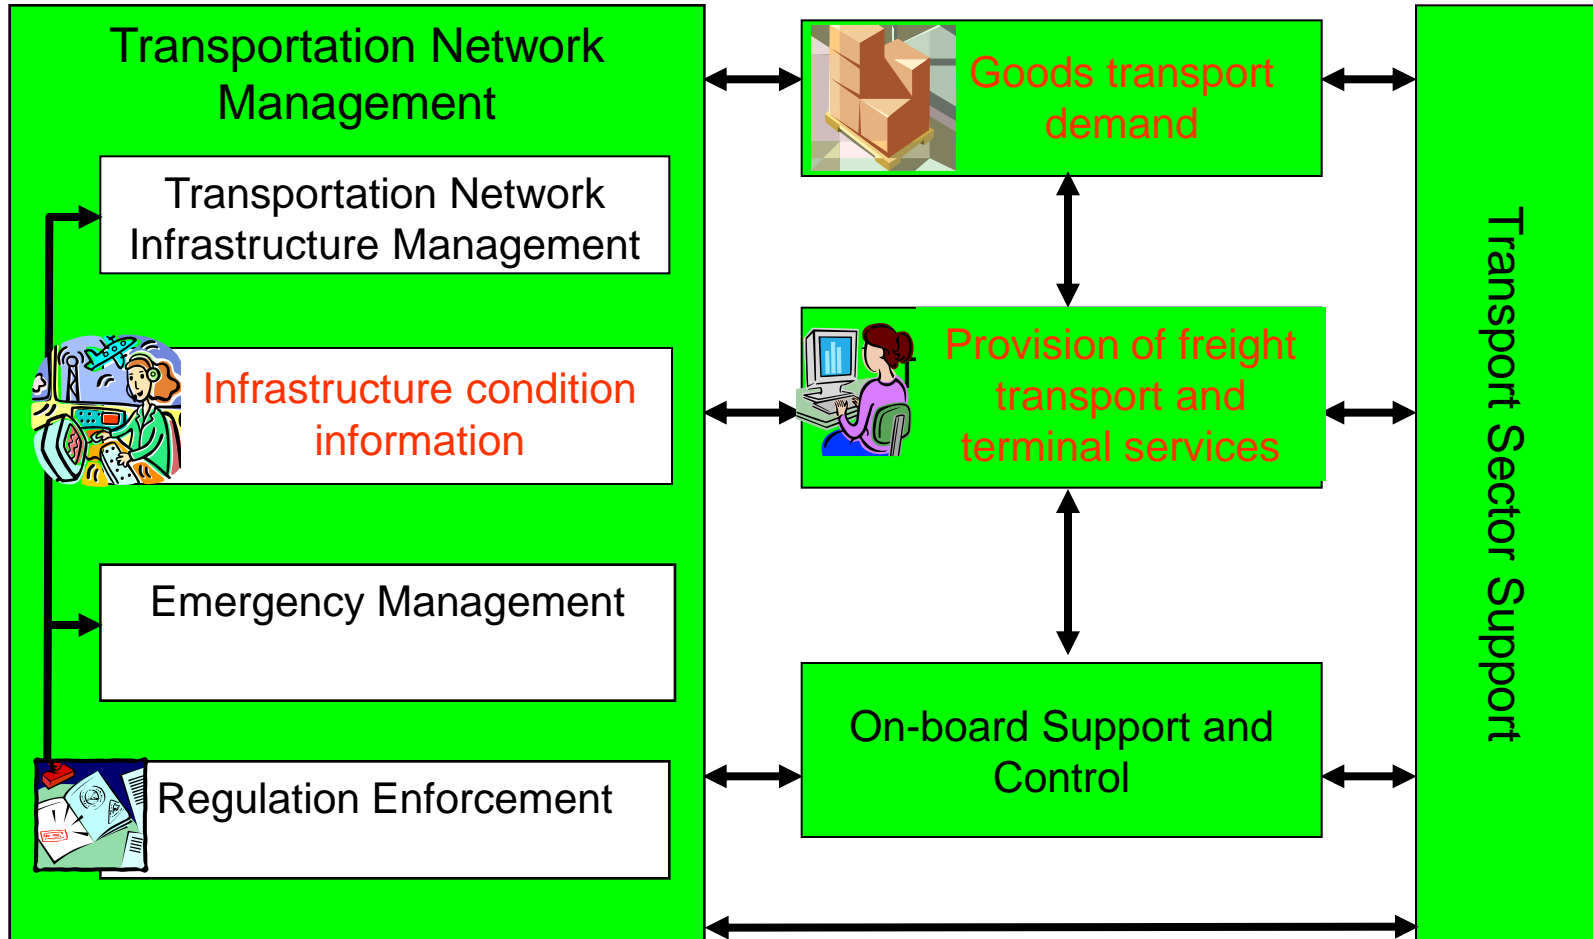 Transportation Network
Management
Transportation Network
Infrastructure Management
Infrastructure condition
information
Emergency Management
Regulation Enforcement
Goods transport
demand
Provision of freight
transport and
terminal services
On-board Support and
Control
Transport Sector Support